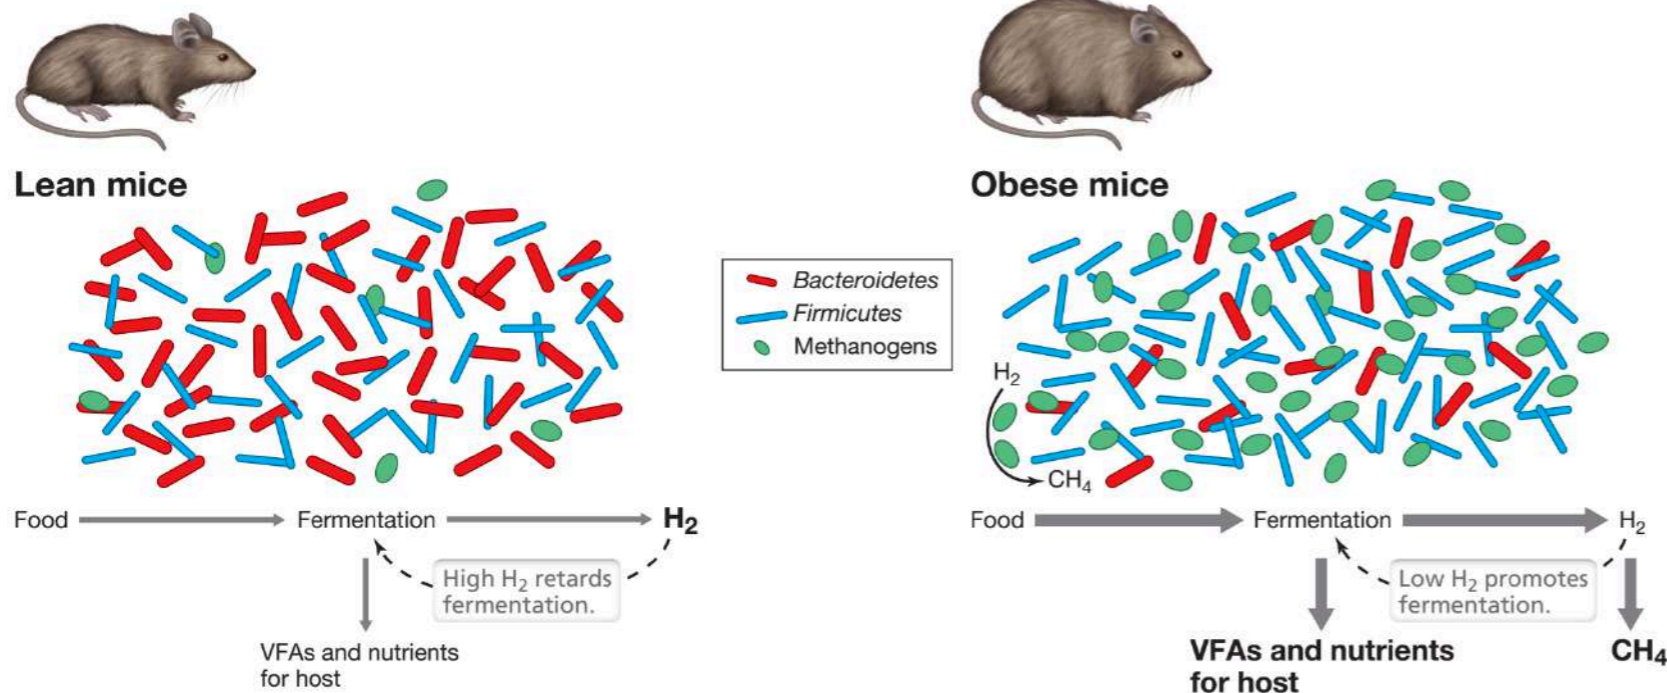 Lean mice
Obese mice
Bacteroidetes
Firmicutes
Methanogens
H₂
CH₄
Food
Fermentation
H₂
High H₂ retards
fermentation.
VFAs and nutrients
for host
Food
Fermentation
H₂
Low H₂ promotes
fermentation.
VFAs and nutrients
for host
CH₄